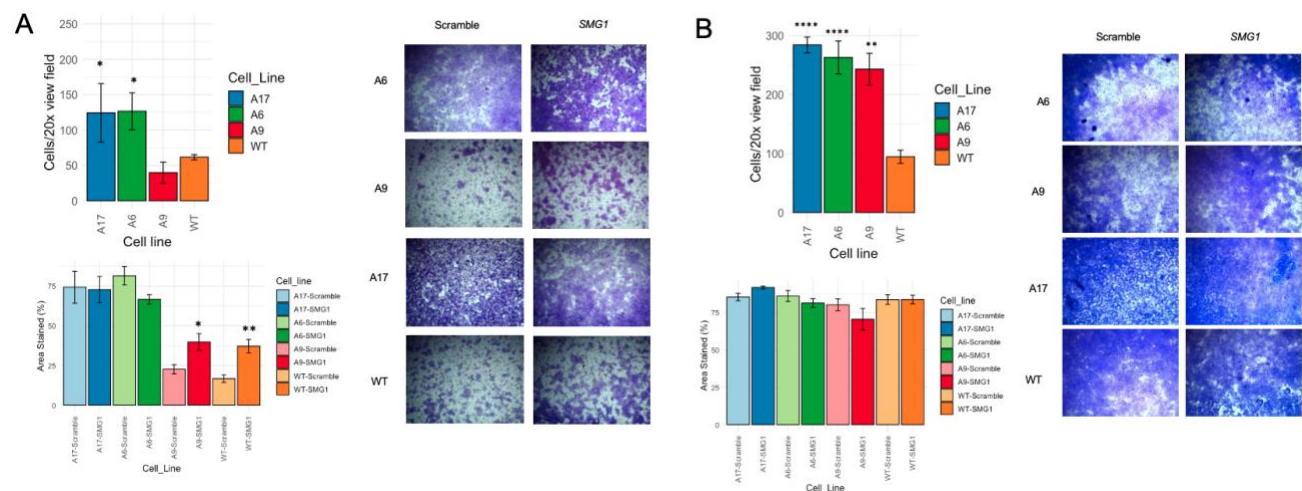 A
Cells/20x view field
250
200
150
100
50
0
*
*
A17
A6
A9
WT
Cell line
Cell_Line
A17
A6
A9
WT
Area Stained (%)
75
50
25
0
*
**
A17-Scramble
A17-SMG1
A6-Scramble
A6-SMG1
A9-Scramble
A9-SMG1
WT-Scramble
WT-SMG1
Cell_Line
Cell_line
A17-Scramble
A17-SMG1
A6-Scramble
A6-SMG1
A9-Scramble
A9-SMG1
WT-Scramble
WT-SMG1
Scramble SMG1
A6
A9
A17
WT
B
Cells/20x view field
300
200
100
0
****
****
**
A17
A6
A9
WT
Cell line
Cell_Line
A17
A6
A9
WT
Area Stained (%)
75
50
25
0
A17-Scramble
A17-SMG1
A6-Scramble
A6-SMG1
A9-Scramble
A9-SMG1
WT-Scramble
WT-SMG1
Cell_Line
Cell_line
A17-Scramble
A17-SMG1
A6-Scramble
A6-SMG1
A9-Scramble
A9-SMG1
WT-Scramble
WT-SMG1
Scramble SMG1
A6
A9
A17
WT